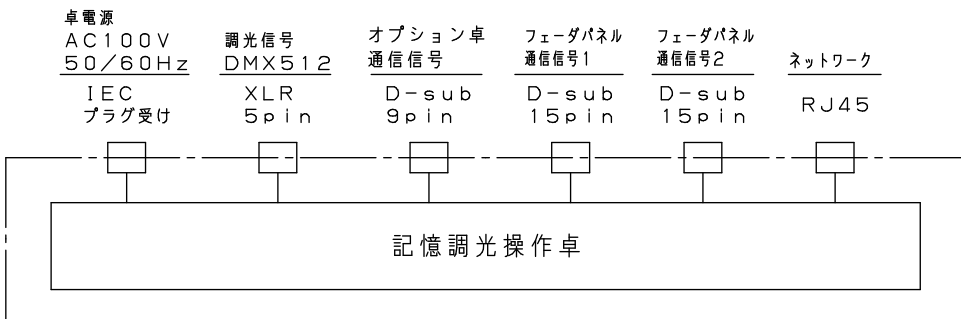 卓電源
AC100V
50/60Hz
IEC
プラグ受け
調光信号
DMX512
XLR
5pin
オプション卓
通信信号
D-sub
9pin
フェーダパネル
通信信号1
D-sub
15pin
フェーダパネル
通信信号2
D-sub
15pin
ネットワーク
RJ45
記憶調光操作卓